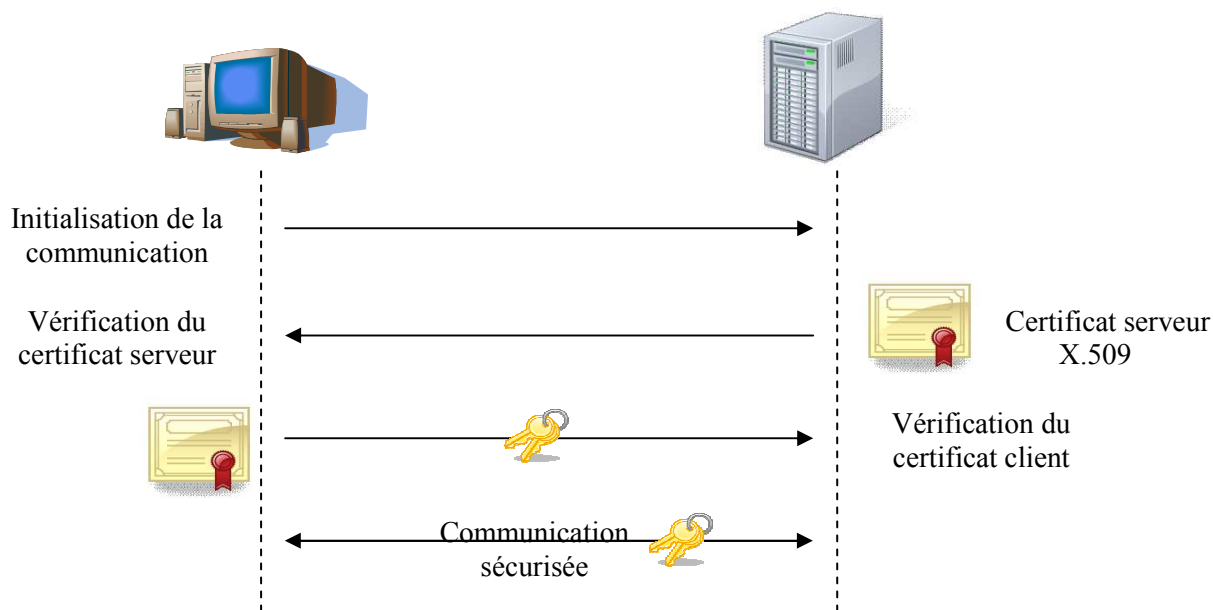 Initialisation de la
communication
Vérification du
certificat serveur
Certificat serveur
X.509
Vérification du
certificat client
Communication
sécurisée